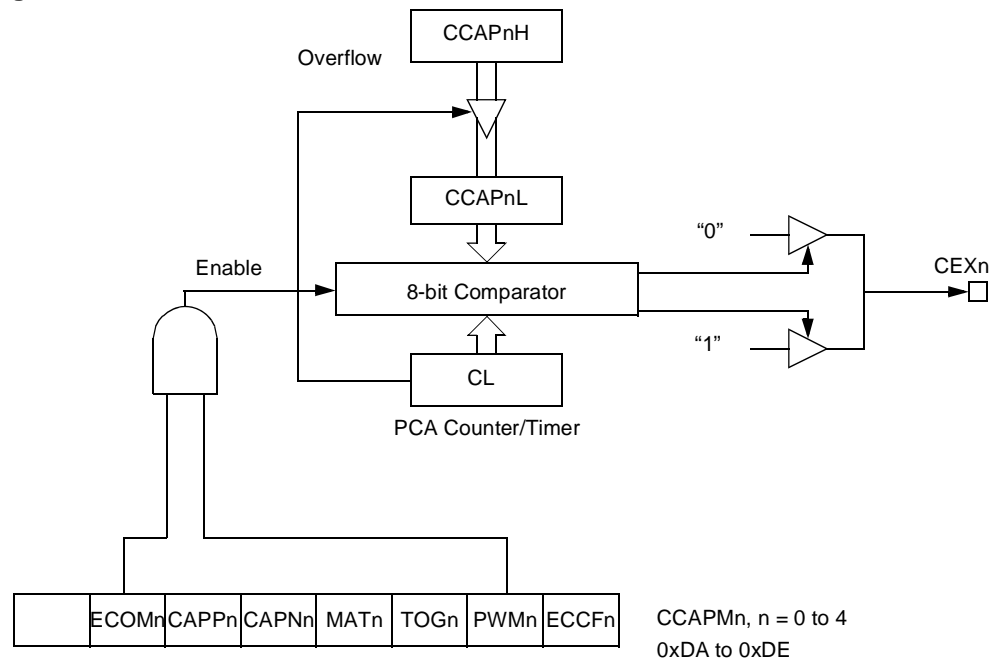 CCAPnH
Overflow
CCAPnL
“0”
Enable
CEXn
8-bit Comparator
“1”
CL
PCA Counter/Timer
ECOMn CAPPn CAPNn MATn TOGn PWMn ECCFn
CCAPMn, n = 0 to 4
0xDA to 0xDE